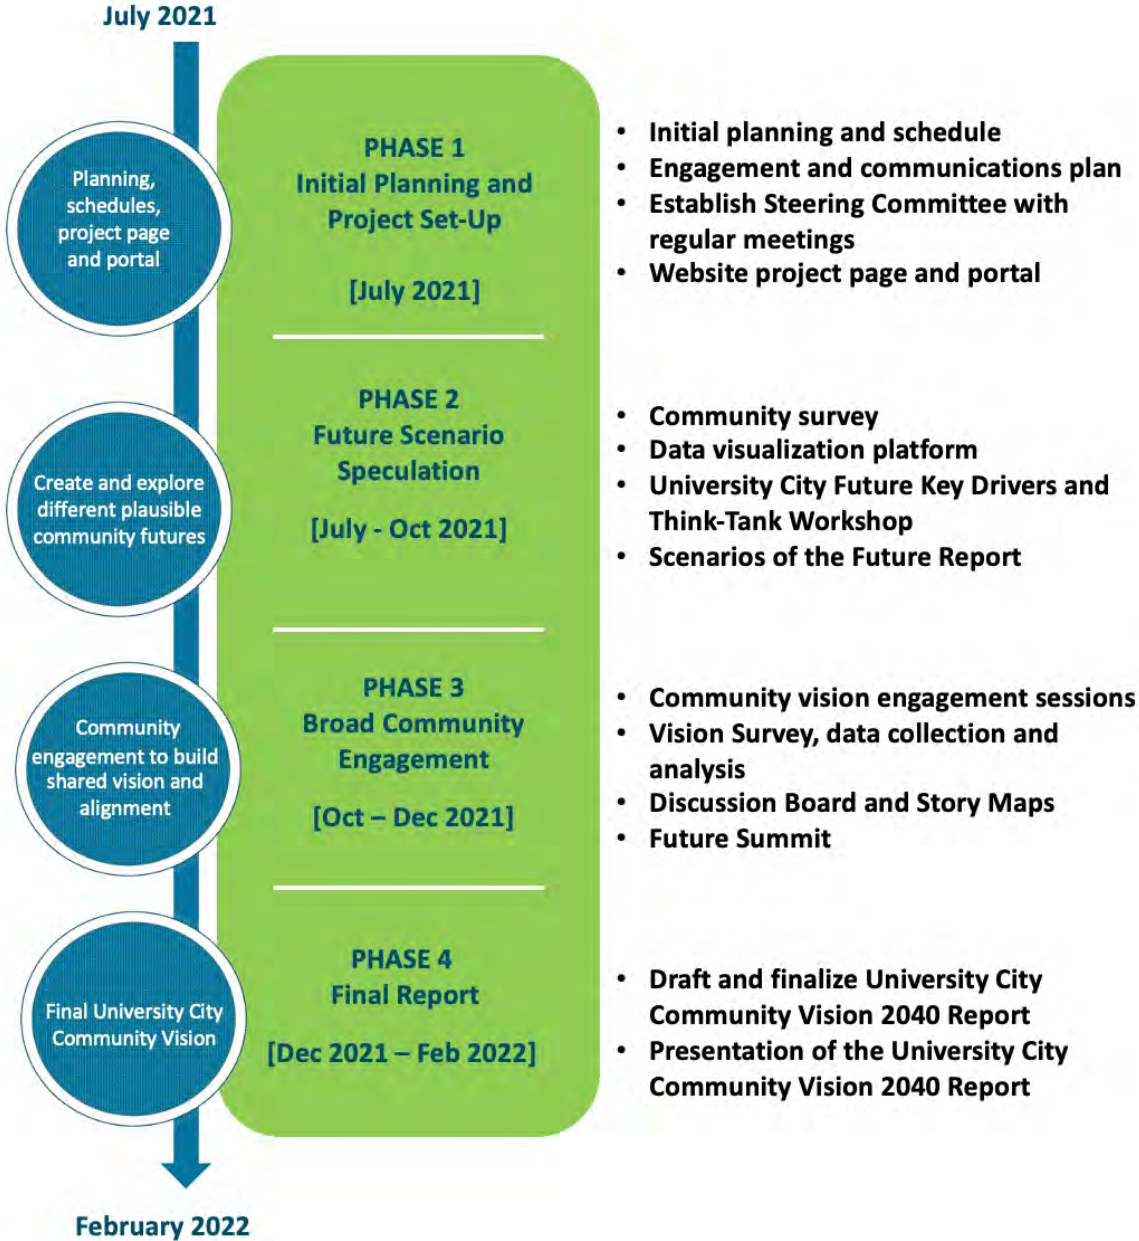 July 2021
Planning,
schedules,
project page
and portal
PHASE 1
Initial Planning and
Project Set-Up
[July 2021]
• Initial planning and schedule
• Engagement and communications plan
• Establish Steering Committee with
regular meetings
• Website project page and portal
Create and explore
different plausible
community futures
PHASE 2
Future Scenario
Speculation
[July - Oct 2021]
• Community survey
• Data visualization platform
• University City Future Key Drivers and
Think-Tank Workshop
• Scenarios of the Future Report
Community
engagement to build
shared vision and
alignment
PHASE 3
Broad Community
Engagement
[Oct – Dec 2021]
• Community vision engagement sessions
• Vision Survey, data collection and
analysis
• Discussion Board and Story Maps
• Future Summit
Final University City
Community Vision
PHASE 4
Final Report
[Dec 2021 – Feb 2022]
• Draft and finalize University City
Community Vision 2040 Report
• Presentation of the University City
Community Vision 2040 Report
February 2022